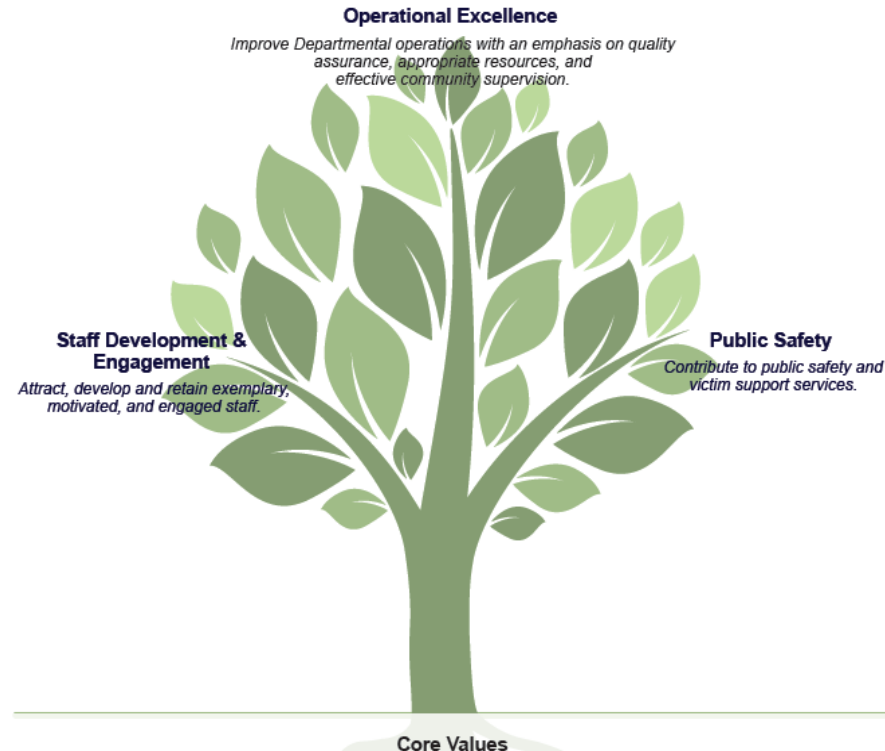 Operational Excellence
Improve Departmental operations with an emphasis on quality
assurance, appropriate resources, and
effective community supervision.
Staff Development &
Engagement
Attract, develop and retain exemplary,
motivated, and engaged staff.
Public Safety
Contribute to public safety and
victim support services.
Core Values